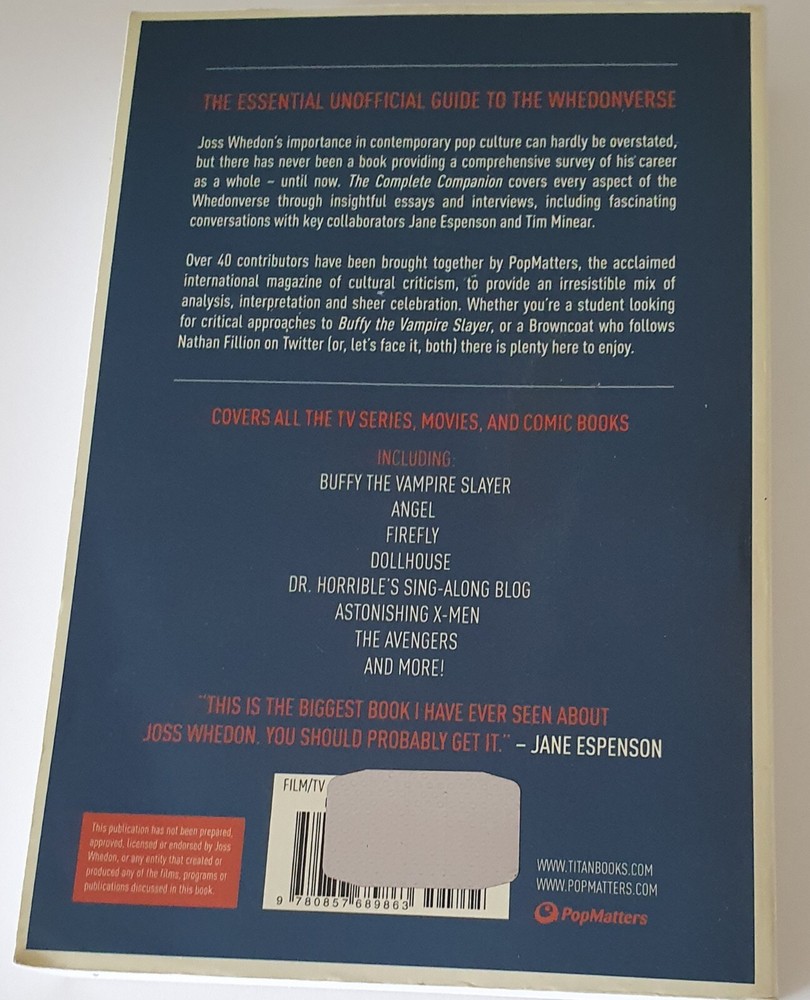 THE ESSENTIAL UNOFFICIAL GUIDE TO THE WHEDONVERSE
Joss Whedon's importance in contemporary pop culture can hardly be overstated,
but there has never been a book providing a comprehensive survey of his career
as a whole – until now. The Complete Companion covers every aspect of the
Whedonverse through insightful essays and interviews, including fascinating
conversations with key collaborators Jane Espenson and Tim Minear.
Over 40 contributors have been brought together by PopMatters, the acclaimed
international magazine of cultural criticism, to provide an irresistible mix of
analysis, interpretation and sheer celebration. Whether you're a student looking
for critical approaches to Buffy the Vampire Slayer, or a Browncoat who follows
Nathan Fillion on Twitter (or, let's face it, both) there is plenty here to enjoy.
COVERS ALL THE TV SERIES, MOVIES, AND COMIC BOOKS
INCLUDING:
BUFFY THE VAMPIRE SLAYER
ANGEL
FIREFLY
DOLLHOUSE
DR. HORRIBLE'S SING-ALONG BLOG
ASTONISHING X-MEN
THE AVENGERS
AND MORE!
"THIS IS THE BIGGEST BOOK I HAVE EVER SEEN ABOUT
JOSS WHEDON. YOU SHOULD PROBABLY GET IT." – JANE ESPENSON
This publication has not been prepared,
approved, licensed or endorsed by Joss
Whedon, or any entity that created or
produced any of the films, programs or
publications discussed in this book.
FILM/TV
9 780857 689863
WWW.TITANBOOKS.COM
WWW.POPMATTERS.COM
PopMatters